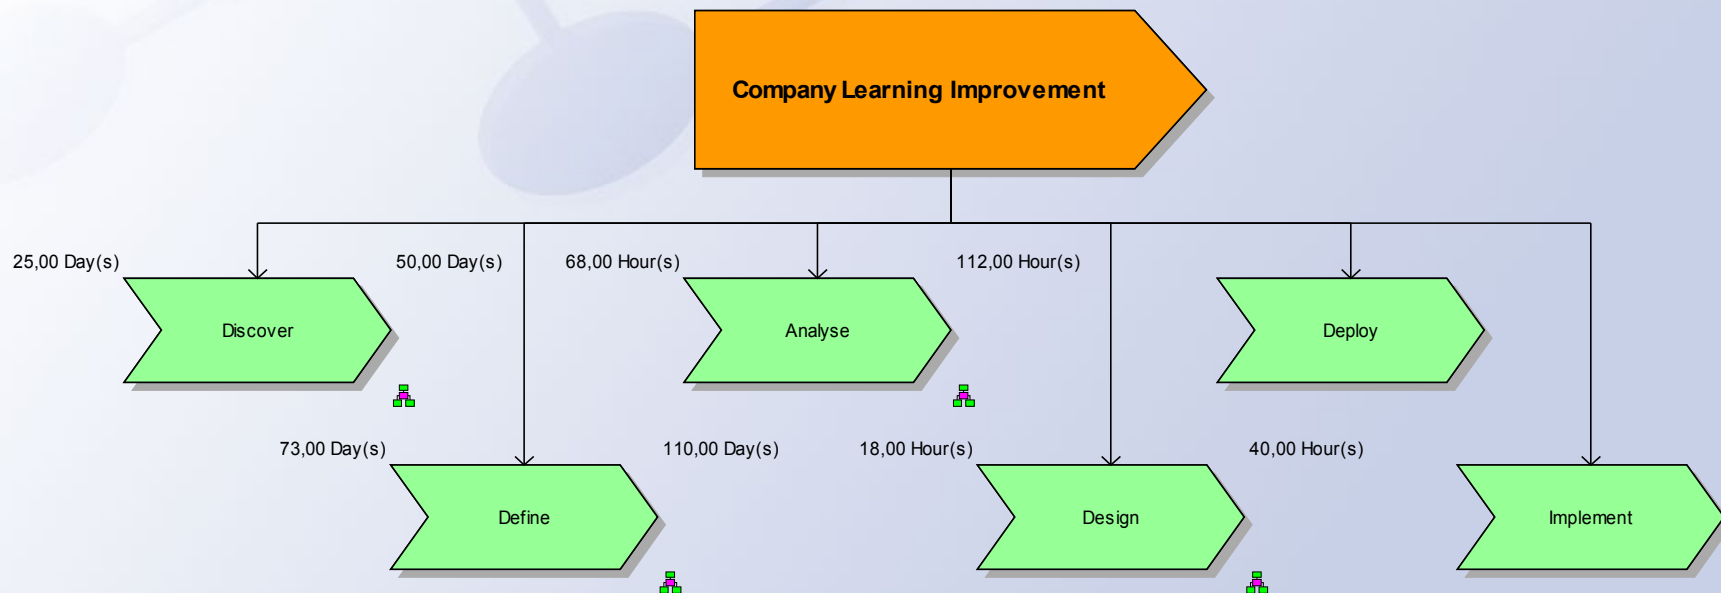 Company Learning Improvement
25,00 Day(s)
50,00 Day(s)
68,00 Hour(s)
112,00 Hour(s)
Discover
Analyse
Deploy
73,00 Day(s)
110,00 Day(s)
18,00 Hour(s)
40,00 Hour(s)
Define
Design
Implement